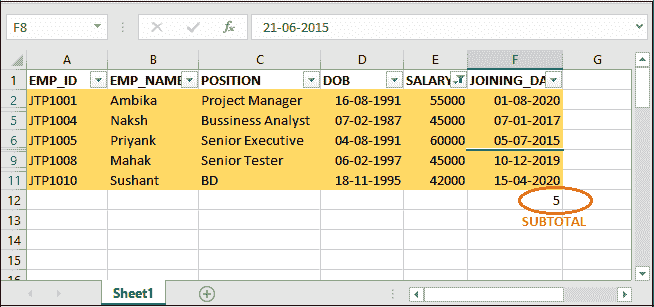 F8 fx 21-06-2015
A B C D E F G
1 EMP_ID EMP_NAME POSITION DOB SALARY JOINING_DA
2 JTP1001 Ambika Project Manager 16-08-1991 55000 01-08-2020
5 JTP1004 Naksh Bussiness Analyst 07-02-1987 45000 07-01-2017
6 JTP1005 Priyank Senior Executive 04-08-1991 60000 05-07-2015
9 JTP1008 Mahak Senior Tester 06-02-1997 45000 10-12-2019
11 JTP1010 Sushant BD 18-11-1995 42000 15-04-2020
12 5
13 SUBTOTAL
14
15
16
Sheet1